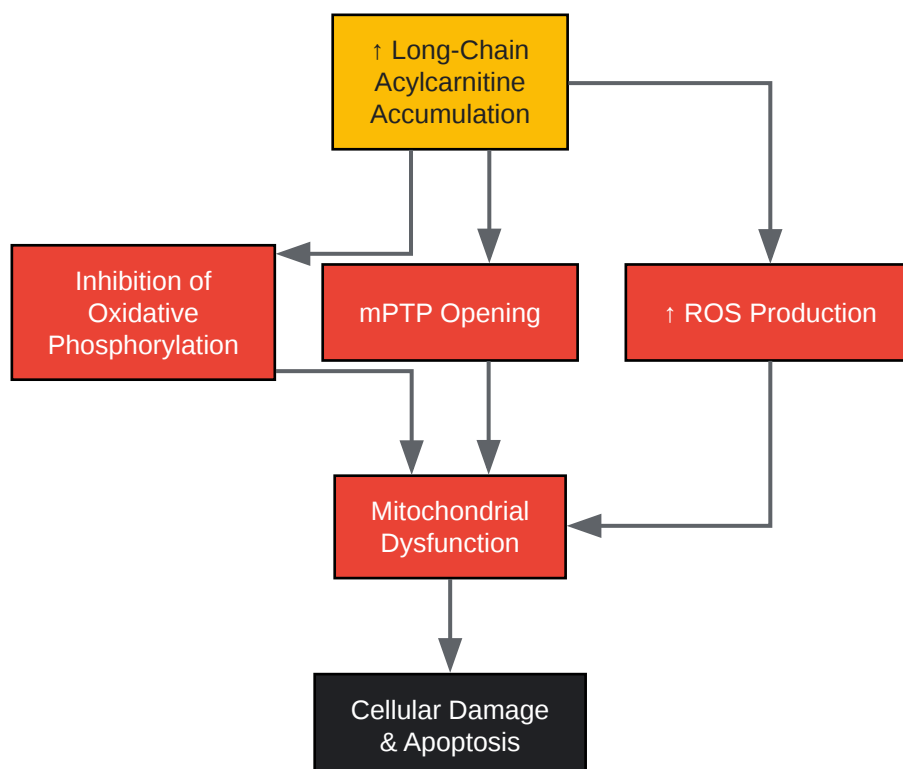 ↑ Long-Chain
Acylcarnitine
Accumulation
Inhibition of
Oxidative
Phosphorylation
mPTP Opening
↑ ROS Production
Mitochondrial
Dysfunction
Cellular Damage
& Apoptosis